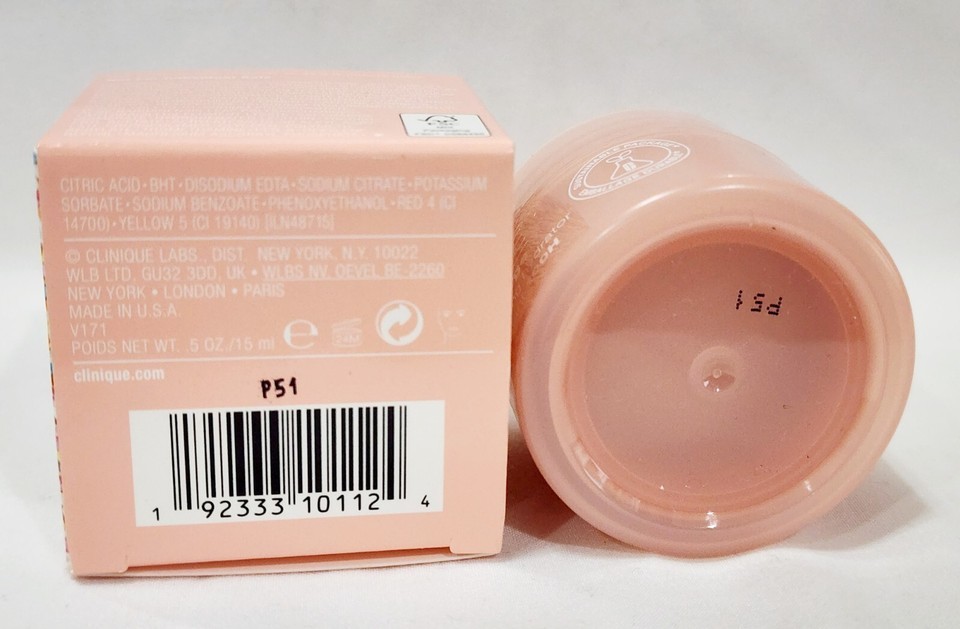 CITRIC ACID • BHT • DISODIUM EDTA • SODIUM CITRATE • POTASSIUM
SORBATE • SODIUM BENZOATE • PHENOXYETHANOL • RED 4 (CI
14700) • YELLOW 5 (CI 19140) [ILN48715]
© CLINIQUE LABS., DIST. NEW YORK, N.Y. 10022
WLB LTD, GU32 3DD, UK • WLBS NV, OEVEL BE-2260
NEW YORK • LONDON • PARIS
MADE IN U.S.A.
V171
POIDS NET WT. .5 OZ./15 ml e 24M
clinique.com
P51
1 92333 10112 4
P51